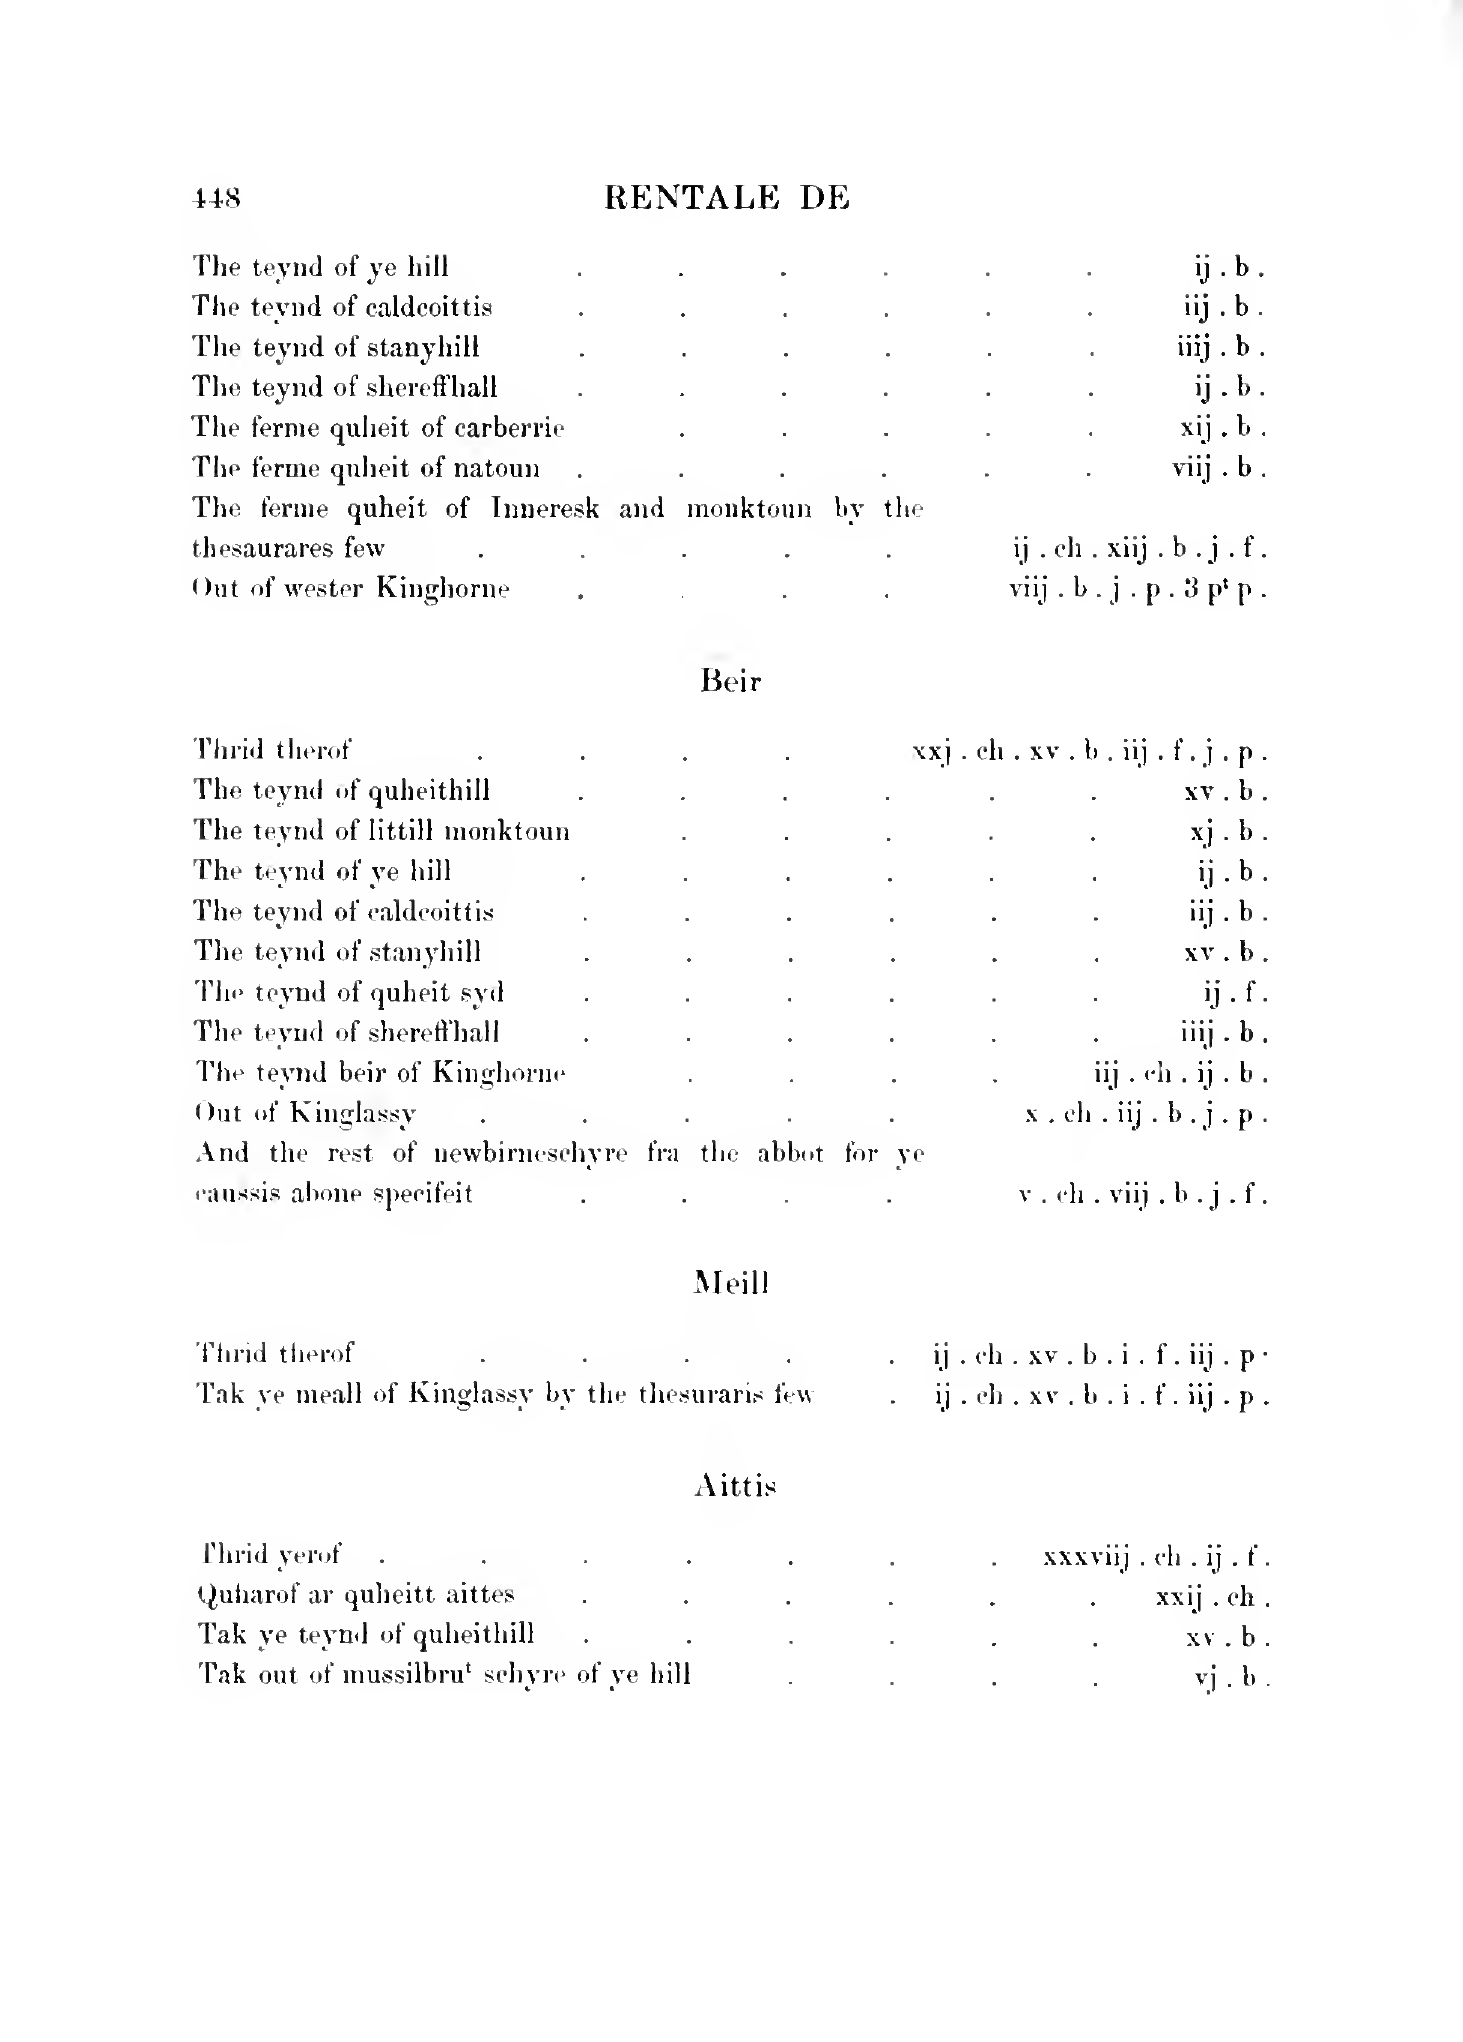 448 RENTALE DE
The teynd of ye hill . . . . . . ij . b .
The teynd of caldcoittis . . . . . . iij . b .
The teynd of stanyhill . . . . . . iiij . b .
The teynd of shereffhall . . . . . . ij . b .
The ferme quheit of carberrie . . . . . xij . b .
The ferme quheit of natoun . . . . . . viij . b .
The ferme quheit of Inneresk and monktoun by the
thesaurares few . . . . . ij . ch . xiij . b . j . f .
Out of wester Kinghorne . . . . viij . b . j . p . 3 pᵗ p .
Beir
Thrid therof . . . . xxj . ch . xv . b . iij . f . j . p .
The teynd of quheithill . . . . . . xv . b .
The teynd of littill monktoun . . . . . xj . b .
The teynd of ye hill . . . . . . ij . b .
The teynd of caldcoittis . . . . . . iij . b .
The teynd of stanyhill . . . . . . xv . b .
The teynd of quheit syd . . . . . . ij . f .
The teynd of shereffhall . . . . . . iiij . b .
The teynd beir of Kinghorne . . . . iij . ch . ij . b .
Out of Kinglassy . . . . . x . ch . iij . b . j . p .
And the rest of newbirneschyre fra the abbot for ye
caussis abone specifeit . . . . v . ch . viij . b . j . f .
Meill
Thrid therof . . . . . ij . ch . xv . b . i . f . iij . p .
Tak ye meall of Kinglassy by the thesuraris few . ij . ch . xv . b . i . f . iij . p .
Aittis
Thrid yerof . . . . . . . xxxviij . ch . ij . f .
Quharof ar quheitt aittes . . . . . . xxij . ch .
Tak ye teynd of quheithill . . . . . . xv . b .
Tak out of mussilbruᵗ schyre of ye hill . . . . vj . b .